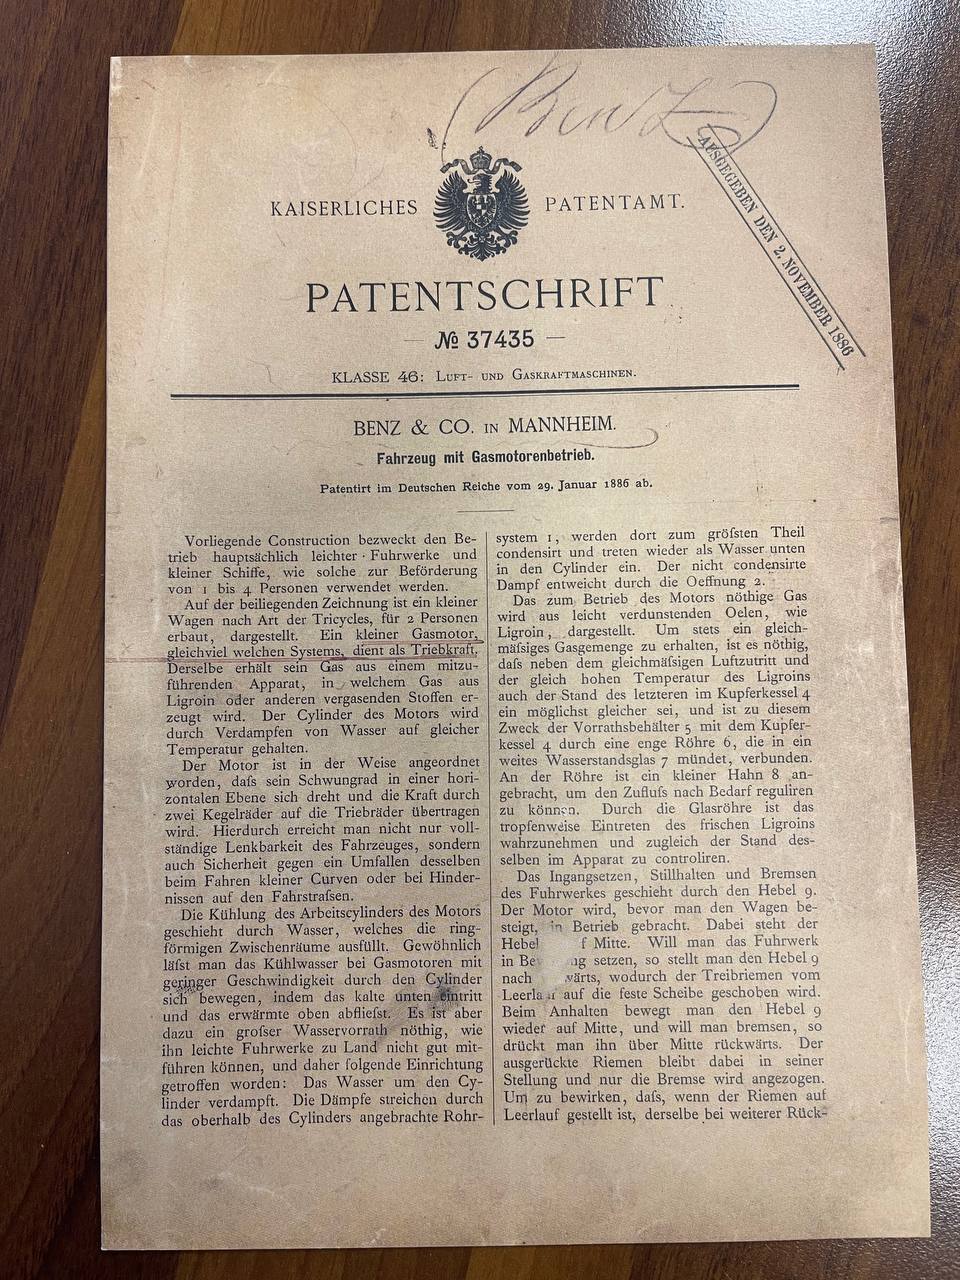 Benz
KAISERLICHES PATENTAMT.
AUSGEGEBEN DEN 2. NOVEMBER 1886
PATENTSCHRIFT
— № 37435 —
KLASSE 46: LUFT- UND GASKRAFTMASCHINEN.
BENZ & CO. IN MANNHEIM.
Fahrzeug mit Gasmotorenbetrieb.
Patentirt im Deutschen Reiche vom 29. Januar 1886 ab.
Vorliegende Construction bezweckt den Be-
trieb hauptsächlich leichter Fuhrwerke und
kleiner Schiffe, wie solche zur Beförderung
von 1 bis 4 Personen verwendet werden.
Auf der beiliegenden Zeichnung ist ein kleiner
Wagen nach Art der Tricycles, für 2 Personen
erbaut, dargestellt. Ein kleiner Gasmotor,
gleichviel welchen Systems, dient als Triebkraft.
Derselbe erhält sein Gas aus einem mitzu-
führenden Apparat, in welchem Gas aus
Ligroin oder anderen vergasenden Stoffen er-
zeugt wird. Der Cylinder des Motors wird
durch Verdampfen von Wasser auf gleicher
Temperatur gehalten.
Der Motor ist in der Weise angeordnet
worden, daſs sein Schwungrad in einer hori-
zontalen Ebene sich dreht und die Kraft durch
zwei Kegelräder auf die Triebräder übertragen
wird. Hierdurch erreicht man nicht nur voll-
ständige Lenkbarkeit des Fahrzeuges, sondern
auch Sicherheit gegen ein Umfallen desselben
beim Fahren kleiner Curven oder bei Hinder-
nissen auf den Fahrstraſsen.
Die Kühlung des Arbeitscylinders des Motors
geschieht durch Wasser, welches die ring-
förmigen Zwischenräume ausfüllt. Gewöhnlich
läſst man das Kühlwasser bei Gasmotoren mit
geringer Geschwindigkeit durch den Cylinder
sich bewegen, indem das kalte unten eintritt
und das erwärmte oben abflieſst. Es ist aber
dazu ein groſser Wasservorrath nöthig, wie
ihn leichte Fuhrwerke zu Land nicht gut mit-
führen können, und daher folgende Einrichtung
getroffen worden: Das Wasser um den Cy-
linder verdampft. Die Dämpfe streichen durch
das oberhalb des Cylinders angebrachte Rohr-
system 1, werden dort zum gröſsten Theil
condensirt und treten wieder als Wasser unten
in den Cylinder ein. Der nicht condensirte
Dampf entweicht durch die Oeffnung 2.
Das zum Betrieb des Motors nöthige Gas
wird aus leicht verdunstenden Oelen, wie
Ligroin, dargestellt. Um stets ein gleich-
mäſsiges Gasgemenge zu erhalten, ist es nöthig,
daſs neben dem gleichmäſsigen Luftzutritt und
der gleich hohen Temperatur des Ligroins
auch der Stand des letzteren im Kupferkessel 4
ein möglichst gleicher sei, und ist zu diesem
Zweck der Vorrathsbehälter 5 mit dem Kupfer-
kessel 4 durch eine enge Röhre 6, die in ein
weites Wasserstandsglas 7 mündet, verbunden.
An der Röhre ist ein kleiner Hahn 8 an-
gebracht, um den Zufluſs nach Bedarf reguliren
zu können. Durch die Glasröhre ist das
tropfenweise Eintreten des frischen Ligroins
wahrzunehmen und zugleich der Stand des-
selben im Apparat zu controliren.
Das Ingangsetzen, Stillhalten und Bremsen
des Fuhrwerkes geschieht durch den Hebel 9.
Der Motor wird, bevor man den Wagen be-
steigt, in Betrieb gebracht. Dabei steht der
Hebel f Mitte. Will man das Fuhrwerk
in Be ng setzen, so stellt man den Hebel 9
nach wärts, wodurch der Treibriemen vom
Leerlauf auf die feste Scheibe geschoben wird.
Beim Anhalten bewegt man den Hebel 9
wieder auf Mitte, und will man bremsen, so
drückt man ihn über Mitte rückwärts. Der
ausgerückte Riemen bleibt dabei in seiner
Stellung und nur die Bremse wird angezogen.
Um zu bewirken, daſs, wenn der Riemen auf
Leerlauf gestellt ist, derselbe bei weiterer Rück-